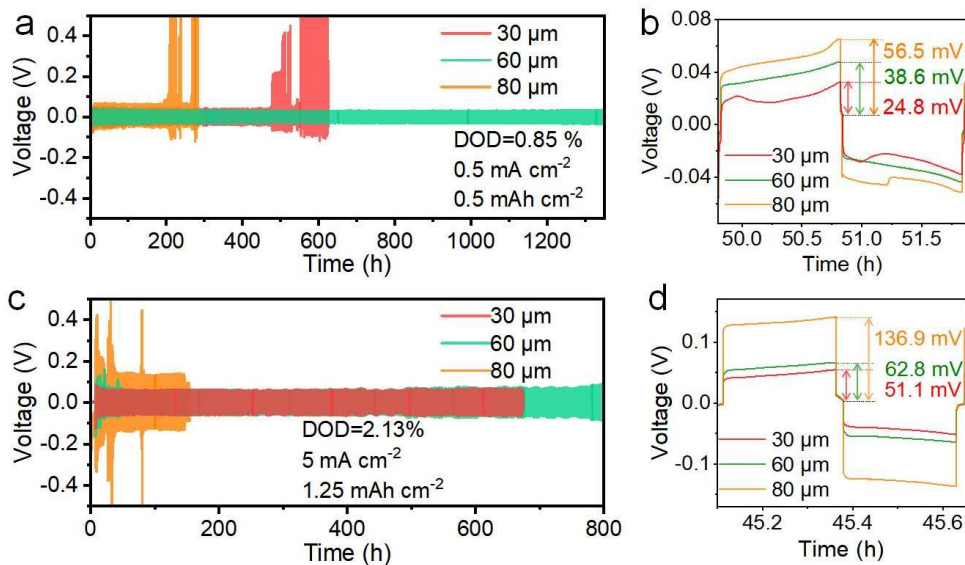 a
0.4
0.2
0.0
-0.2
Voltage (V)
30 µm
60 µm
80 µm
DOD=0.85 %
0.5 mA cm-2
0.5 mAh cm-2
0 200 400 600 800 1000 1200
Time (h)
b
0.08
0.04
0.00
-0.04
Voltage (V)
56.5 mV
38.6 mV
24.8 mV
30 µm
60 µm
80 µm
50.0 50.5 51.0 51.5
Time (h)
c
0.4
0.2
0.0
-0.2
-0.4
Voltage (V)
30 µm
60 µm
80 µm
DOD=2.13%
5 mA cm-2
1.25 mAh cm-2
0 200 400 600 800
Time (h)
d
0.1
0.0
-0.1
Voltage (V)
136.9 mV
62.8 mV
51.1 mV
30 µm
60 µm
80 µm
45.2 45.4 45.6
Time (h)